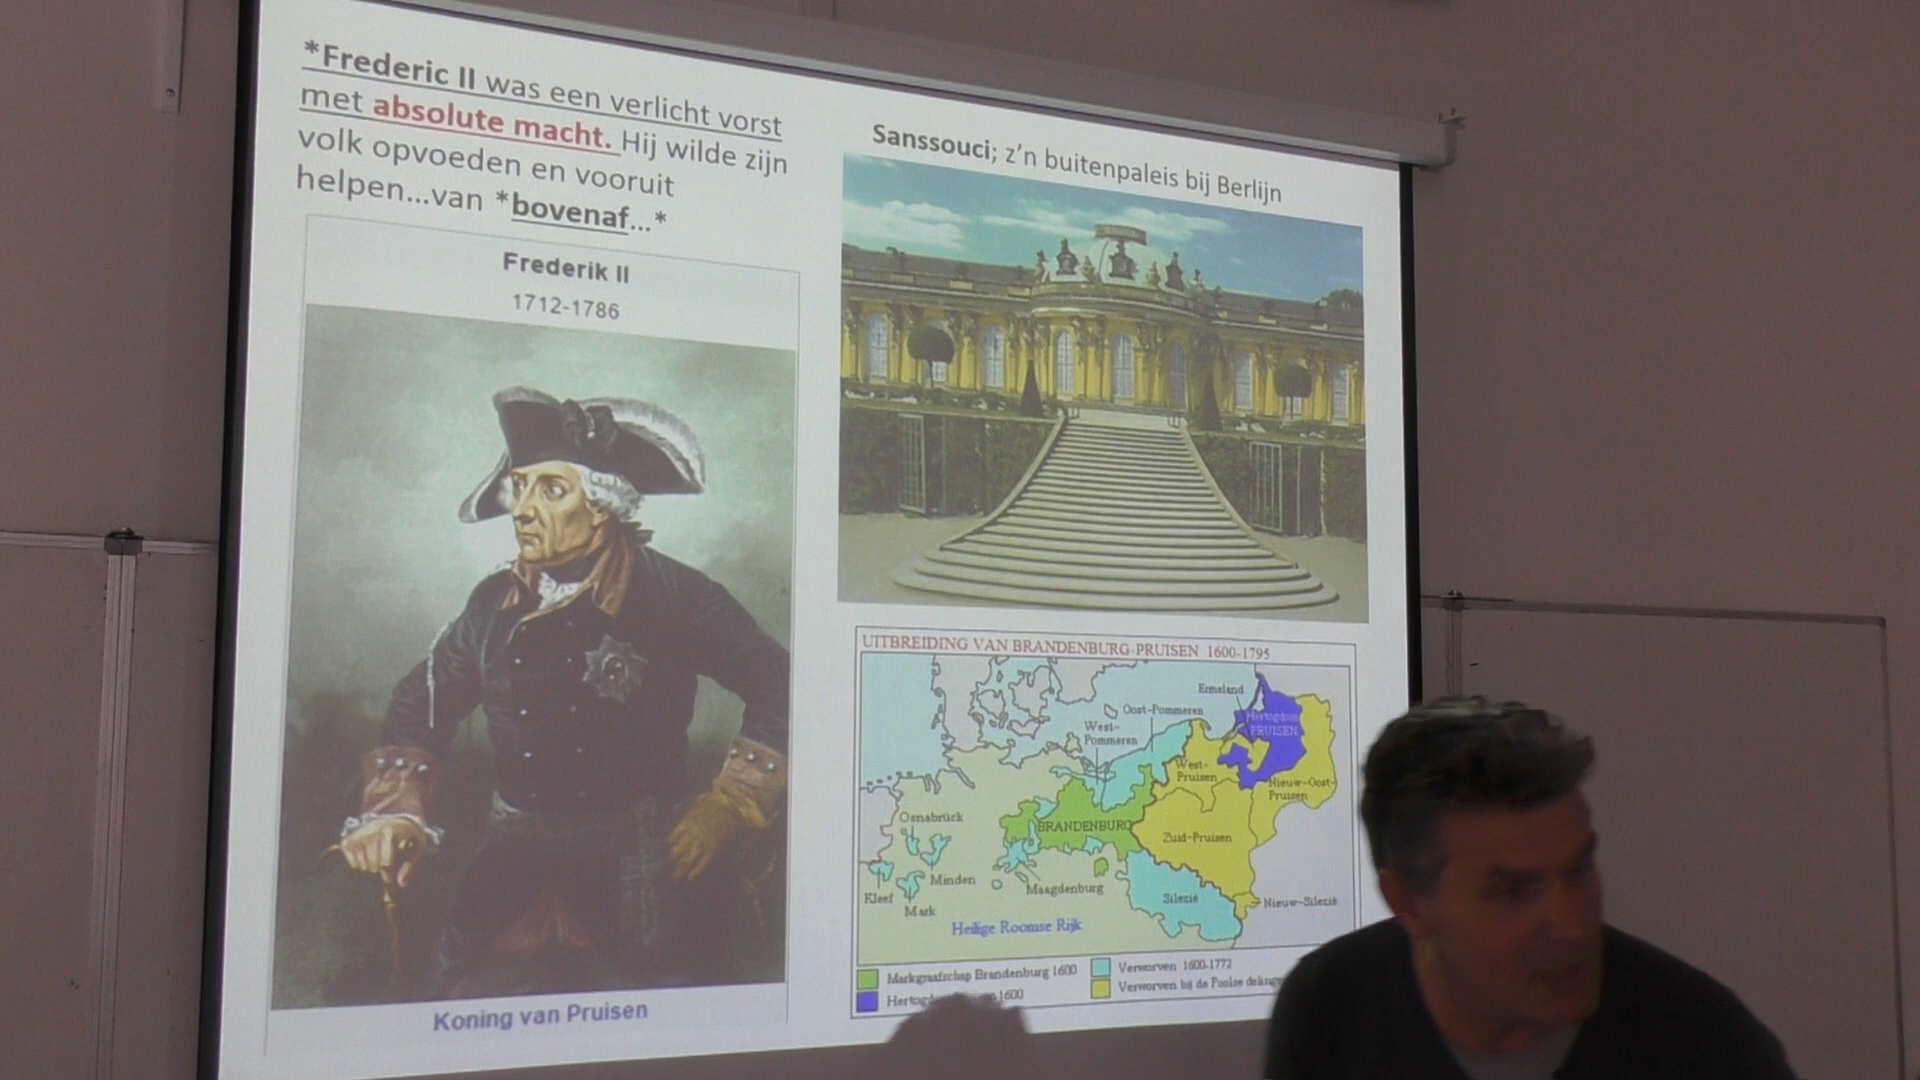 *Frederic II was een verlicht vorst
met absolute macht. Hij wilde zijn
volk opvoeden en vooruit
helpen...van *bovenaf...*
Frederik II
1712-1786
Koning van Pruisen
Sanssouci; z'n buitenpaleis bij Berlijn
UITBREIDING VAN BRANDENBURG-PRUISEN 1600-1795
Ermeland
Hertogdom
PRUISEN
Oost-Pommeren
West-
Pommeren
West-
Pruisen
Nieuw-Oost-
Pruisen
Osnabrück
BRANDENBURG
Zuid-Pruisen
Minden
Kleef
Mark
Maagdenburg
Silezië
Nieuw-Silezië
Heilige Roomse Rijk
Markgraafschap Brandenburg 1600
Verworven 1600-1772
1600
Verworven bij de Poolse